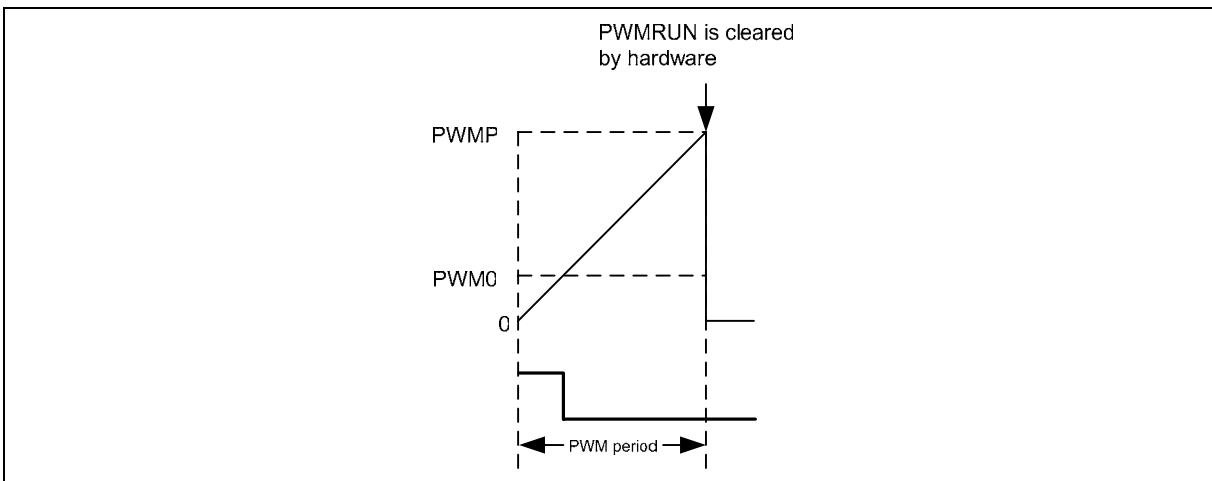 PWMRUN is cleared
by hardware
PWMP
PWM0
0
PWM period